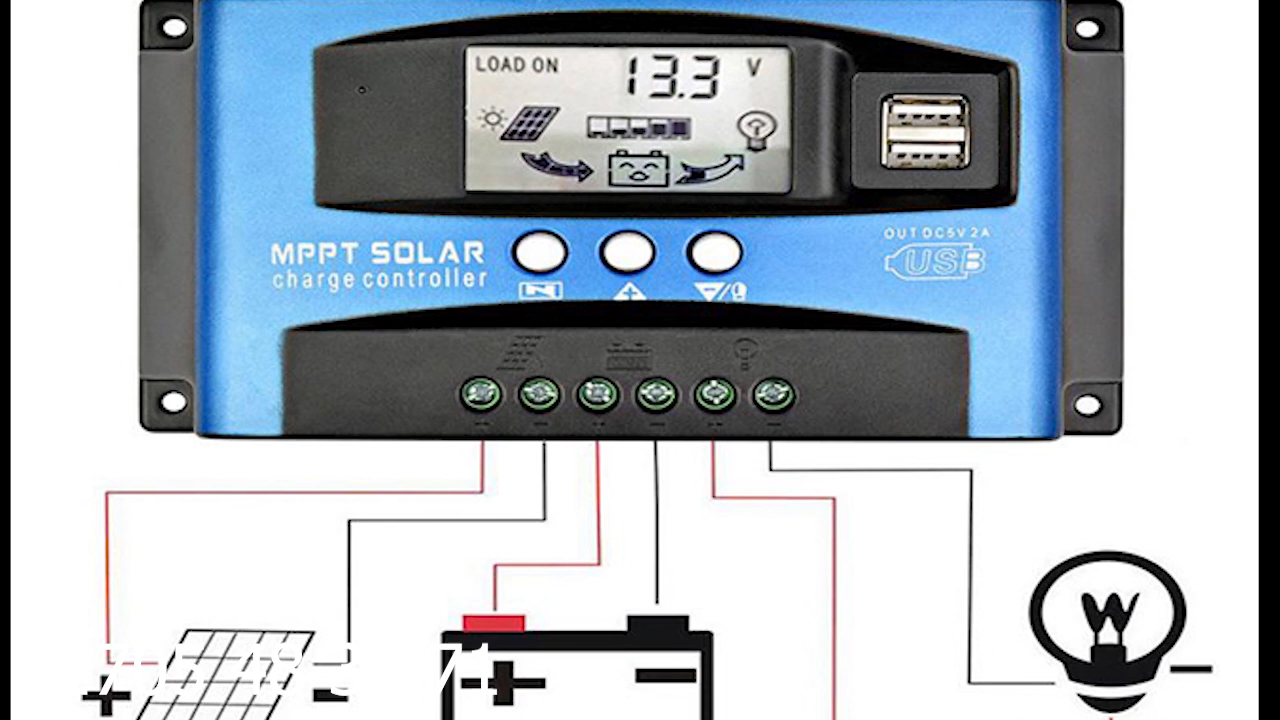 LOAD ON 13.3 V
OUT DC5V 2A
MPPT SOLAR
USB
charge controller
+ -
+ -
-